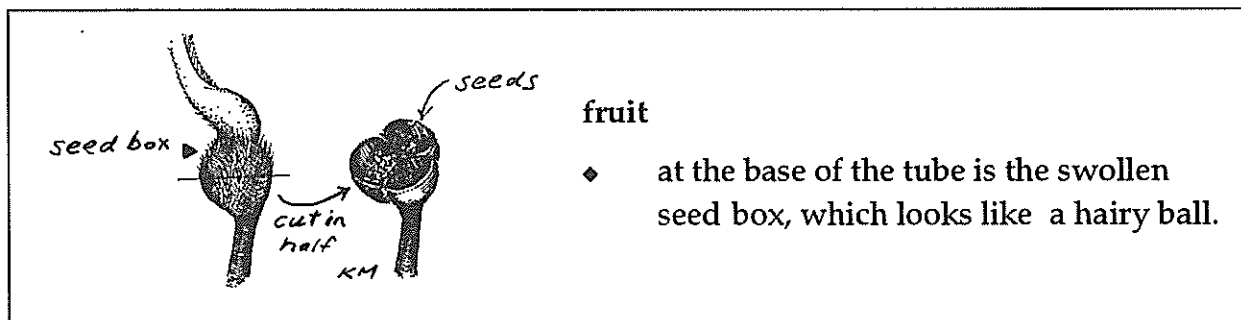 seeds
seed box
cut in
half
KM
fruit
at the base of the tube is the swollen
seed box, which looks like a hairy ball.